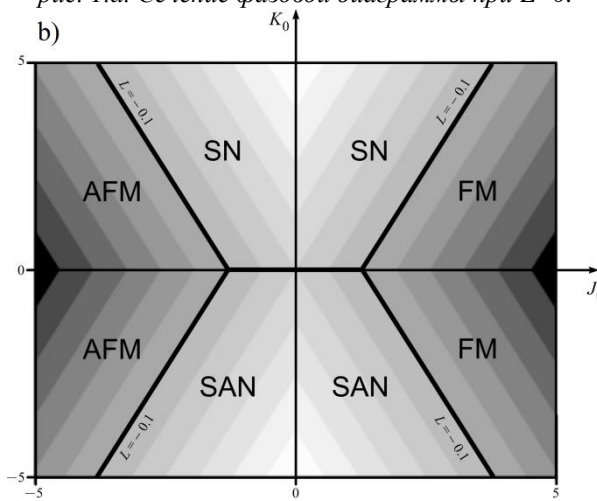 рис. 1.a. Сечение фазовой диаграммы при L=0.
b)
K₀
5
L = −0.1
L = −0.1
SN
SN
AFM
FM
0
J
AFM
FM
SAN
SAN
L = −0.1
L = −0.1
−5
−5
0
5